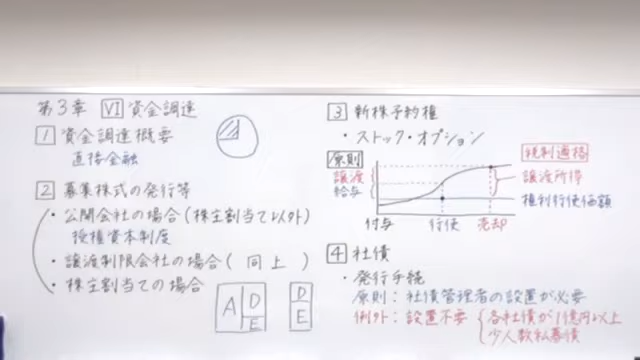 第3章 VI 資金調達
1 資金調達概要
直接金融
2 募集株式の発行等
・公開会社の場合(株主割当て以外)
授権資本制度
・譲渡制限会社の場合( 同上 )
・株主割当ての場合
A D E
D E
3 新株予約権
・ストック・オプション
原則
税制適格
譲渡
給与
譲渡所得
権利行使価額
付与 行使 売却
4 社債
・発行手続
原則：社債管理者の設置が必要
例外：設置不要 各社債が1億円以上
少人数私募債